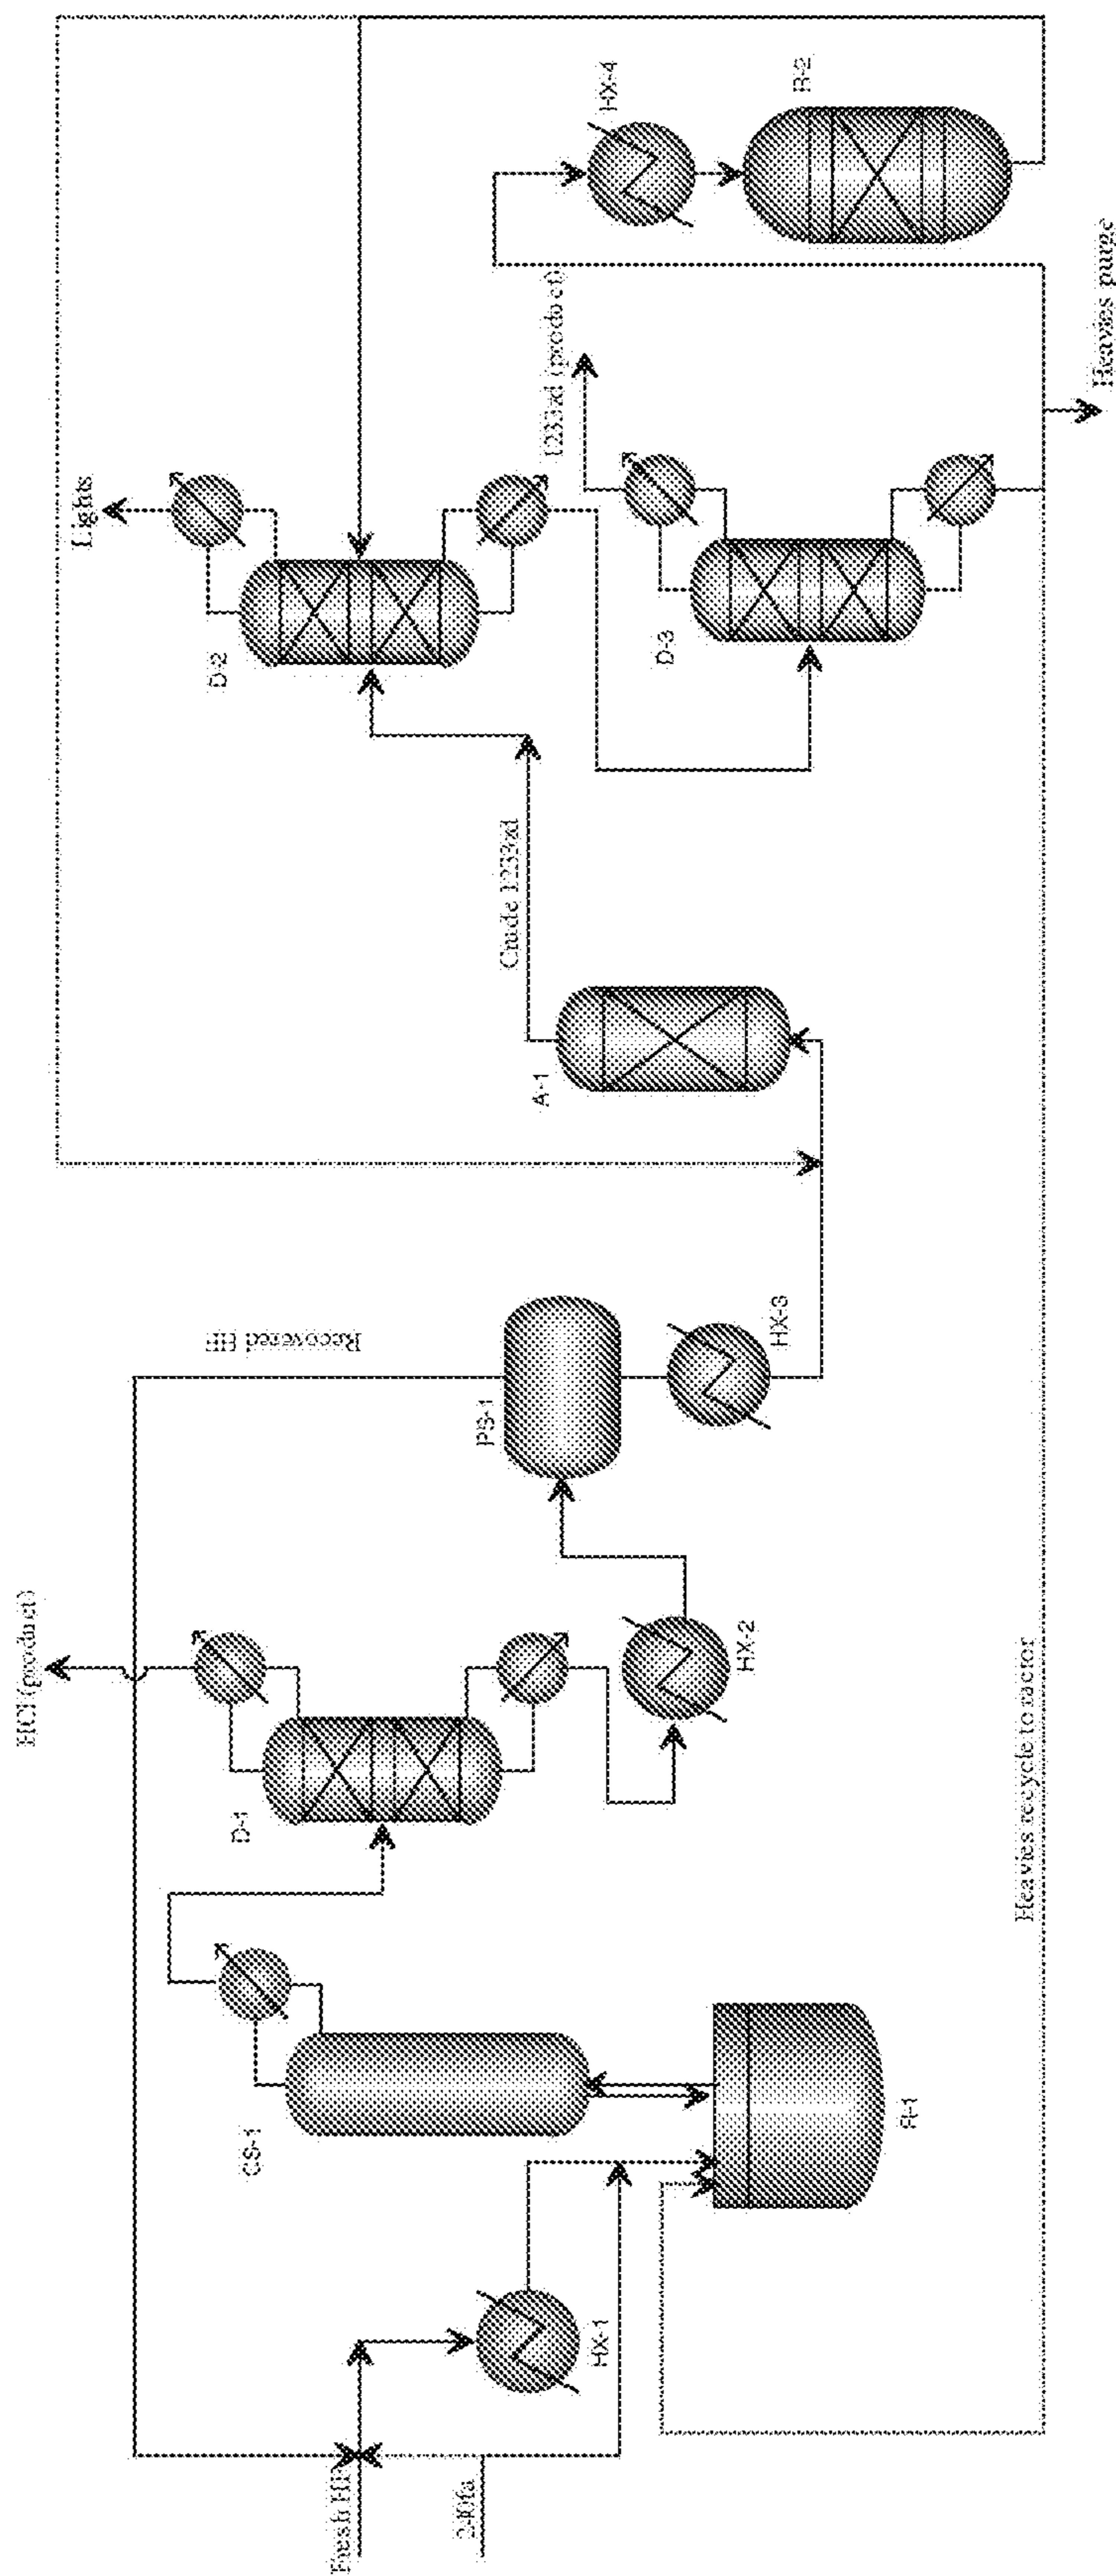 Fresh HF
240fa
HX-1
CS-1
R-1
HCl (product)
D-1
HX-2
Recovered HF
PS-1
HX-3
A-1
Crude 1233zd
Lights
D-2
1233zd (product)
D-3
HX-4
R-2
Heavies recycle to ractor
Heavies purge